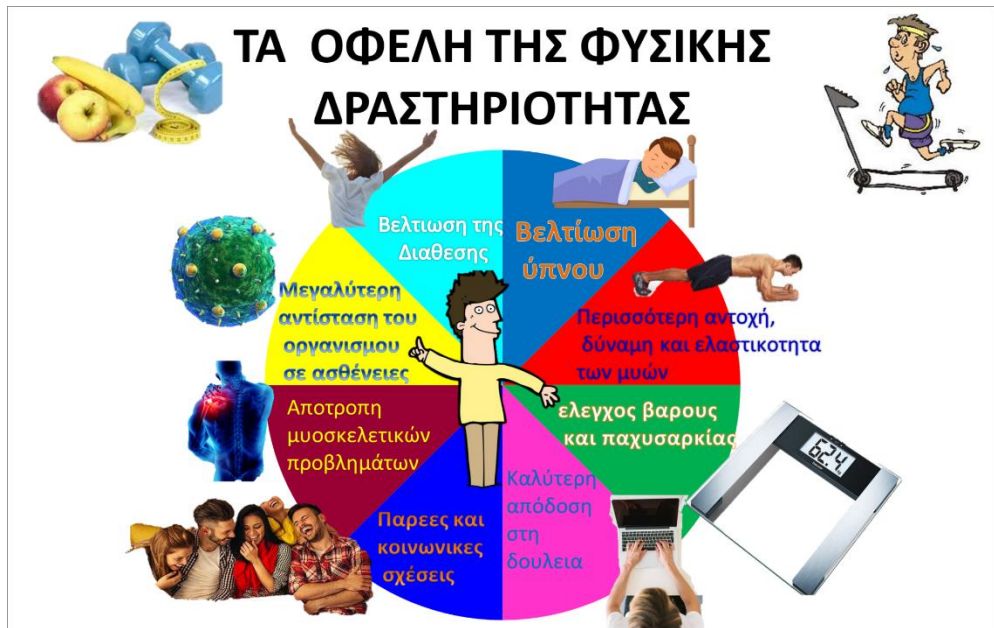 ΤΑ ΟΦΕΛΗ ΤΗΣ ΦΥΣΙΚΗΣ
ΔΡΑΣΤΗΡΙΟΤΗΤΑΣ
Βελτιωση της
Διαθεσης
Βελτίωση
ύπνου
Μεγαλύτερη
αντίσταση του
οργανισμου
σε ασθένειες
Περισσότερη αντοχή,
δύναμη και ελαστικοτητα
των μυών
Αποτροπη
μυοσκελετικών
προβλημάτων
ελεγχος βαρους
και παχυσαρκίας
62.4
Παρεες και
κοινωνικες
σχέσεις
Καλύτερη
απόδοση
στη
δουλεια